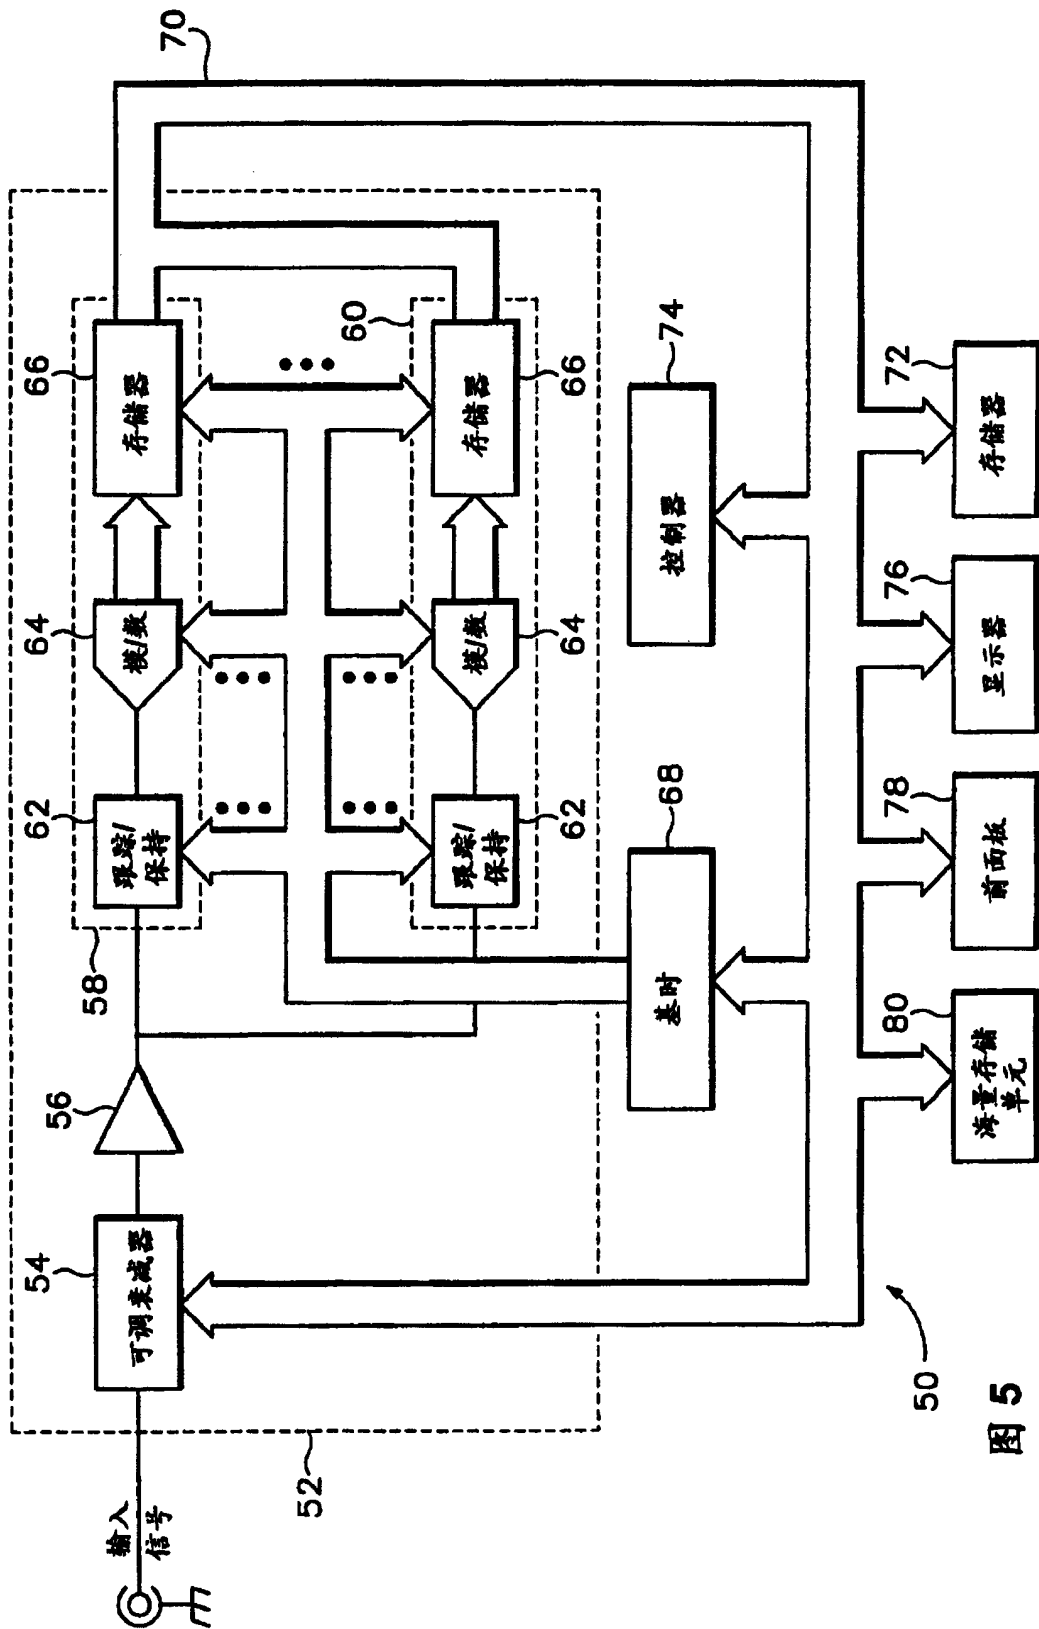 输入
信号
52
54
可调衰减器
56
58
62
跟踪/
保持
64
模/数
66
存储器
60
62
跟踪/
保持
64
模/数
66
存储器
70
68
基时
74
控制器
80
海量存储
单元
78
前面板
76
显示器
72
存储器
50
图 5